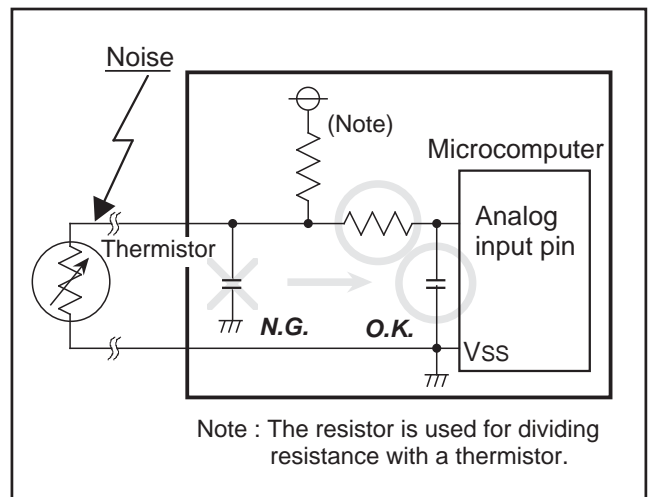 Noise
(Note)
Microcomputer
Analog
input pin
Thermistor
N.G.
O.K.
VSS
Note : The resistor is used for dividing
resistance with a thermistor.